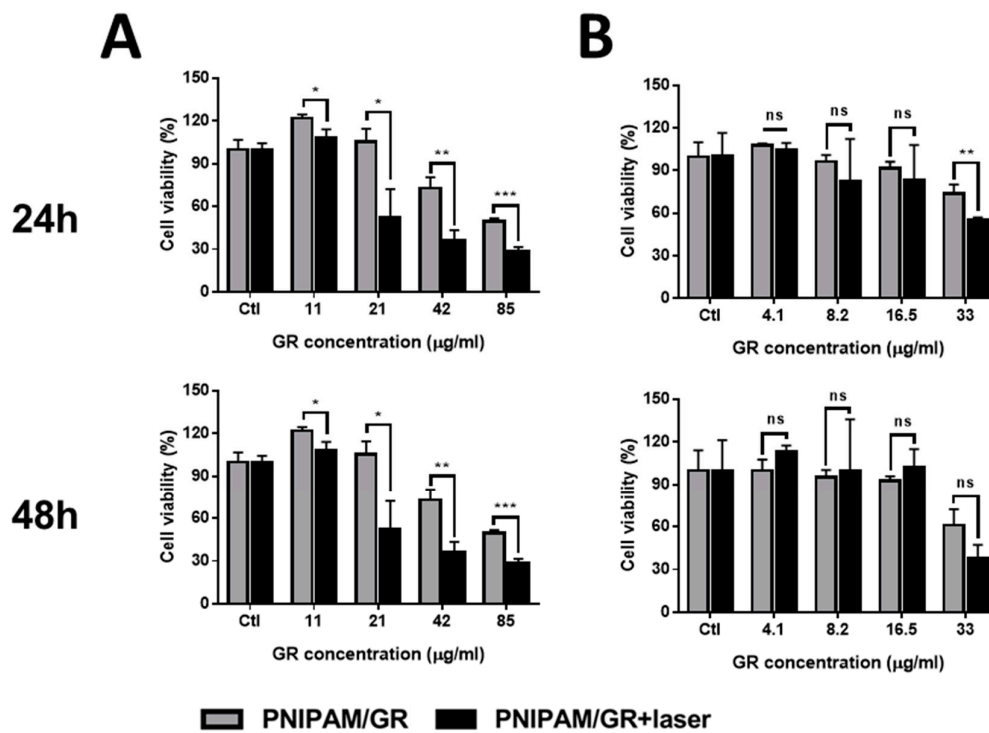 A
B
24h
Cell viability (%)
150
120
90
60
30
0
* * ** ***
Ctl 11 21 42 85
GR concentration (μg/ml)
Cell viability (%)
150
120
90
60
30
0
ns ns ns **
Ctl 4.1 8.2 16.5 33
GR concentration (μg/ml)
48h
Cell viability (%)
150
120
90
60
30
0
* * ** ***
Ctl 11 21 42 85
GR concentration (μg/ml)
Cell viability (%)
150
120
90
60
30
0
ns ns ns ns
Ctl 4.1 8.2 16.5 33
GR concentration (μg/ml)
PNIPAM/GR PNIPAM/GR+laser